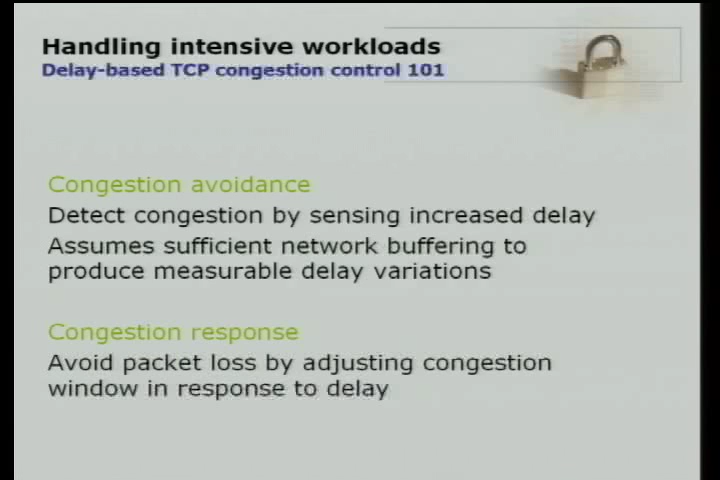 Handling intensive workloads
Delay-based TCP congestion control 101
Congestion avoidance
Detect congestion by sensing increased delay
Assumes sufficient network buffering to
produce measurable delay variations
Congestion response
Avoid packet loss by adjusting congestion
window in response to delay